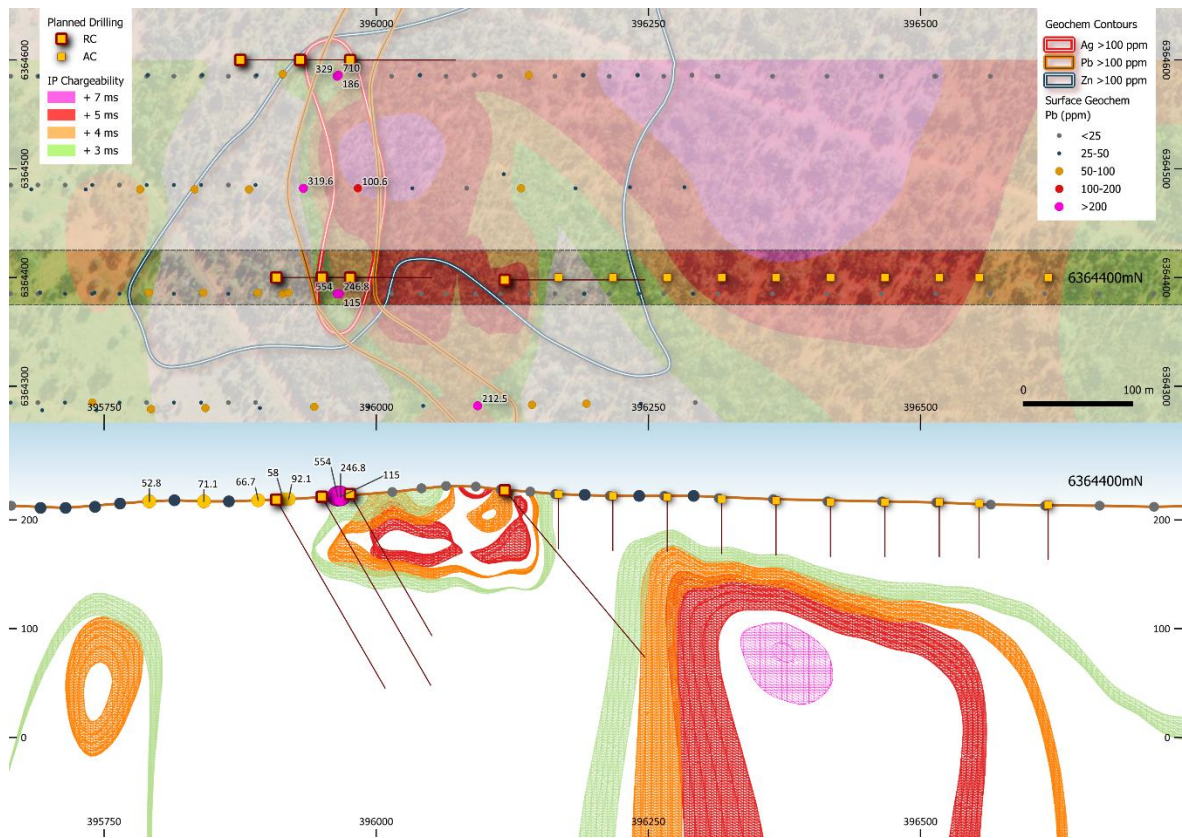 Planned Drilling
RC
AC
IP Chargeability
+ 7 ms
+ 5 ms
+ 4 ms
+ 3 ms
396000
396250
396500
Geochem Contours
Ag >100 ppm
Pb >100 ppm
Zn >100 ppm
Surface Geochem
Pb (ppm)
<25
25-50
50-100
100-200
>200
6364600
6364600
329
710
186
6364500
6364500
319.6
100.6
6364400
6364400
6364400mN
554
246.8
115
6364300
6364300
212.5
0
100 m
395750
396000
396250
396500
6364400mN
52.8
71.1
66.7
58
92.1
554
246.8
115
200
200
100
100
0
0
395750
396000
396250
396500